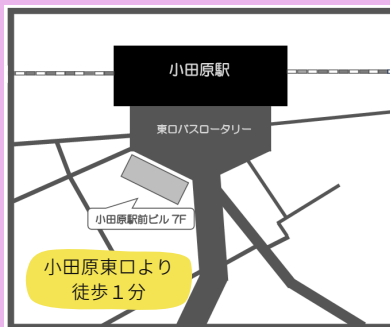 小田原駅
東口バスロータリー
小田原駅前ビル 7F
小田原東口より
徒歩１分